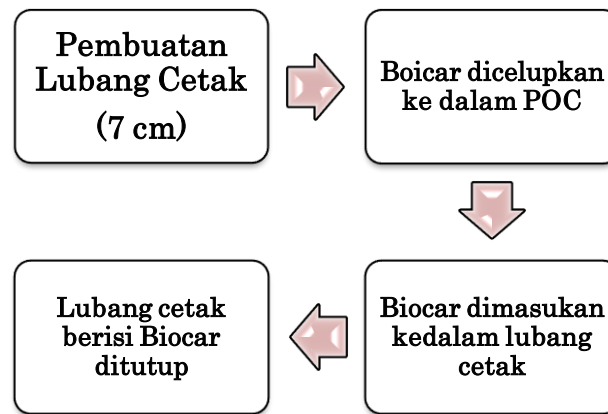 Pembuatan
Lubang Cetak
(7 cm)
Boicar dicelupkan
ke dalam POC
Biocar dimasukan
kedalam lubang
cetak
Lubang cetak
berisi Biocar
ditutup